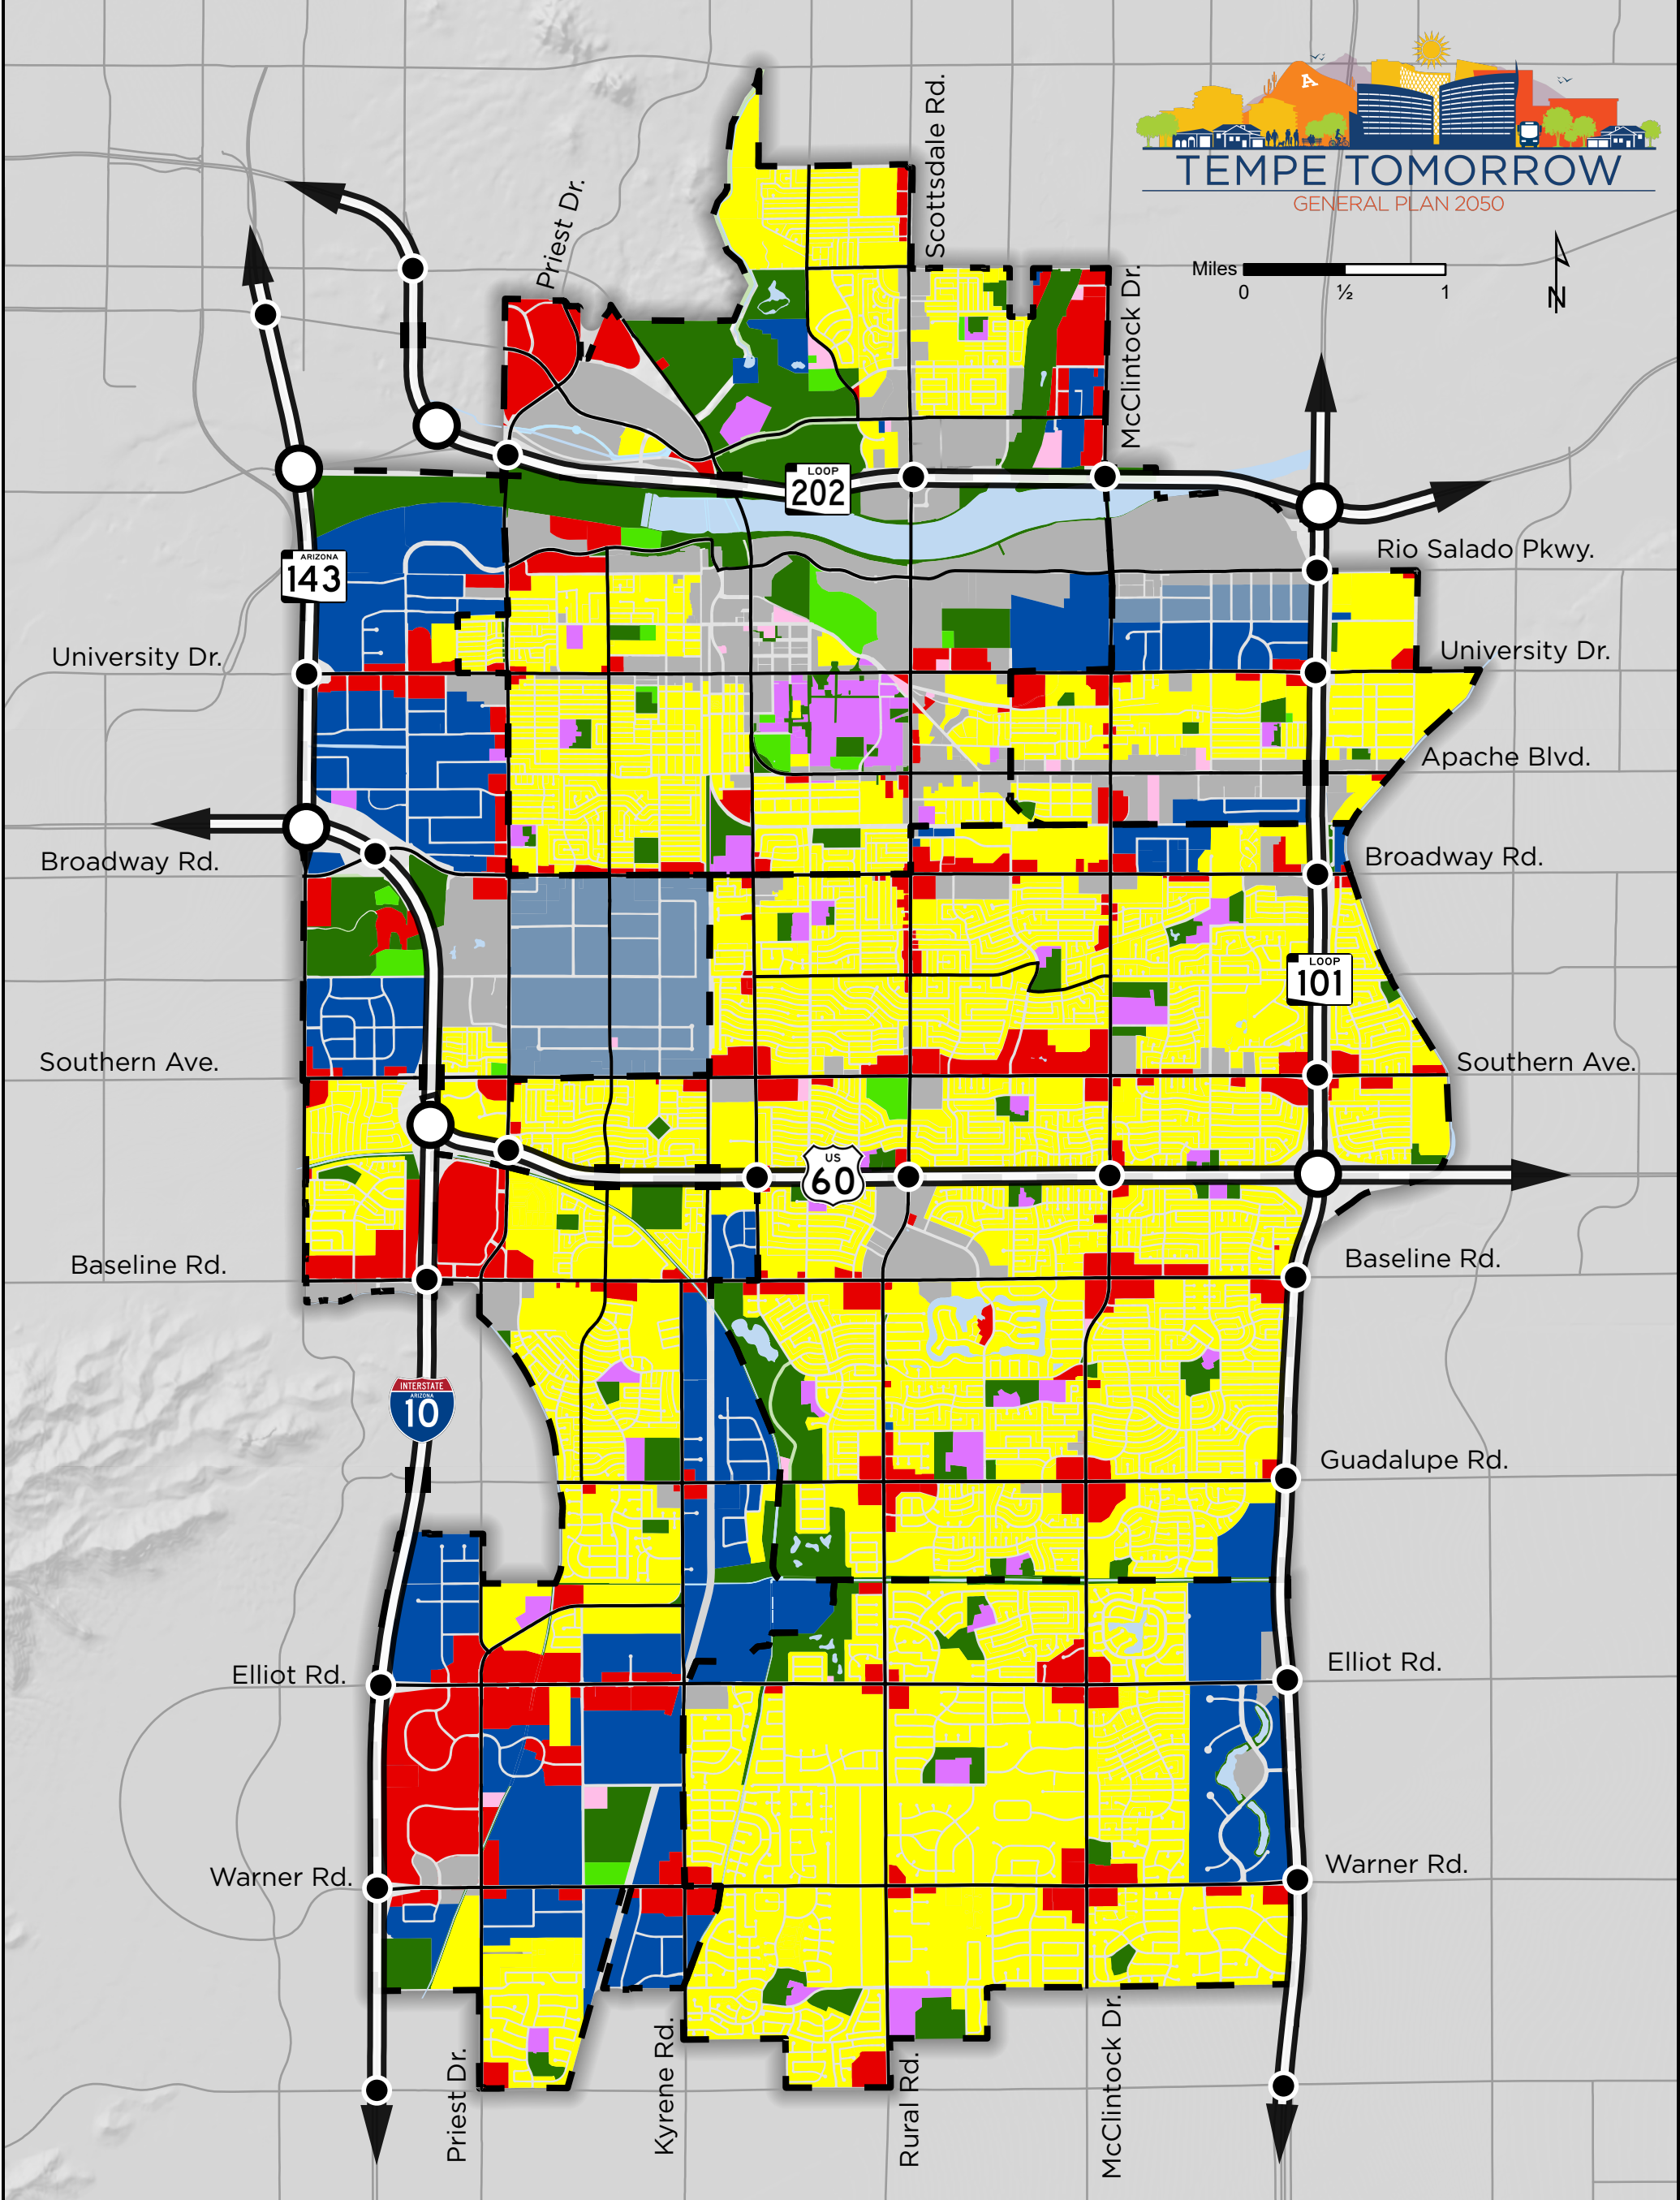 A
TEMPE TOMORROW
GENERAL PLAN 2050
Scottsdale Rd.
Priest Dr.
McClintock Dr.
Miles
0 ½ 1
N
LOOP
202
Rio Salado Pkwy.
ARIZONA
143
University Dr.
University Dr.
Apache Blvd.
Broadway Rd.
Broadway Rd.
LOOP
101
Southern Ave.
Southern Ave.
US
60
Baseline Rd.
Baseline Rd.
INTERSTATE
ARIZONA
10
Guadalupe Rd.
Elliot Rd.
Elliot Rd.
Warner Rd.
Warner Rd.
Priest Dr.
Kyrene Rd.
Rural Rd.
McClintock Dr.